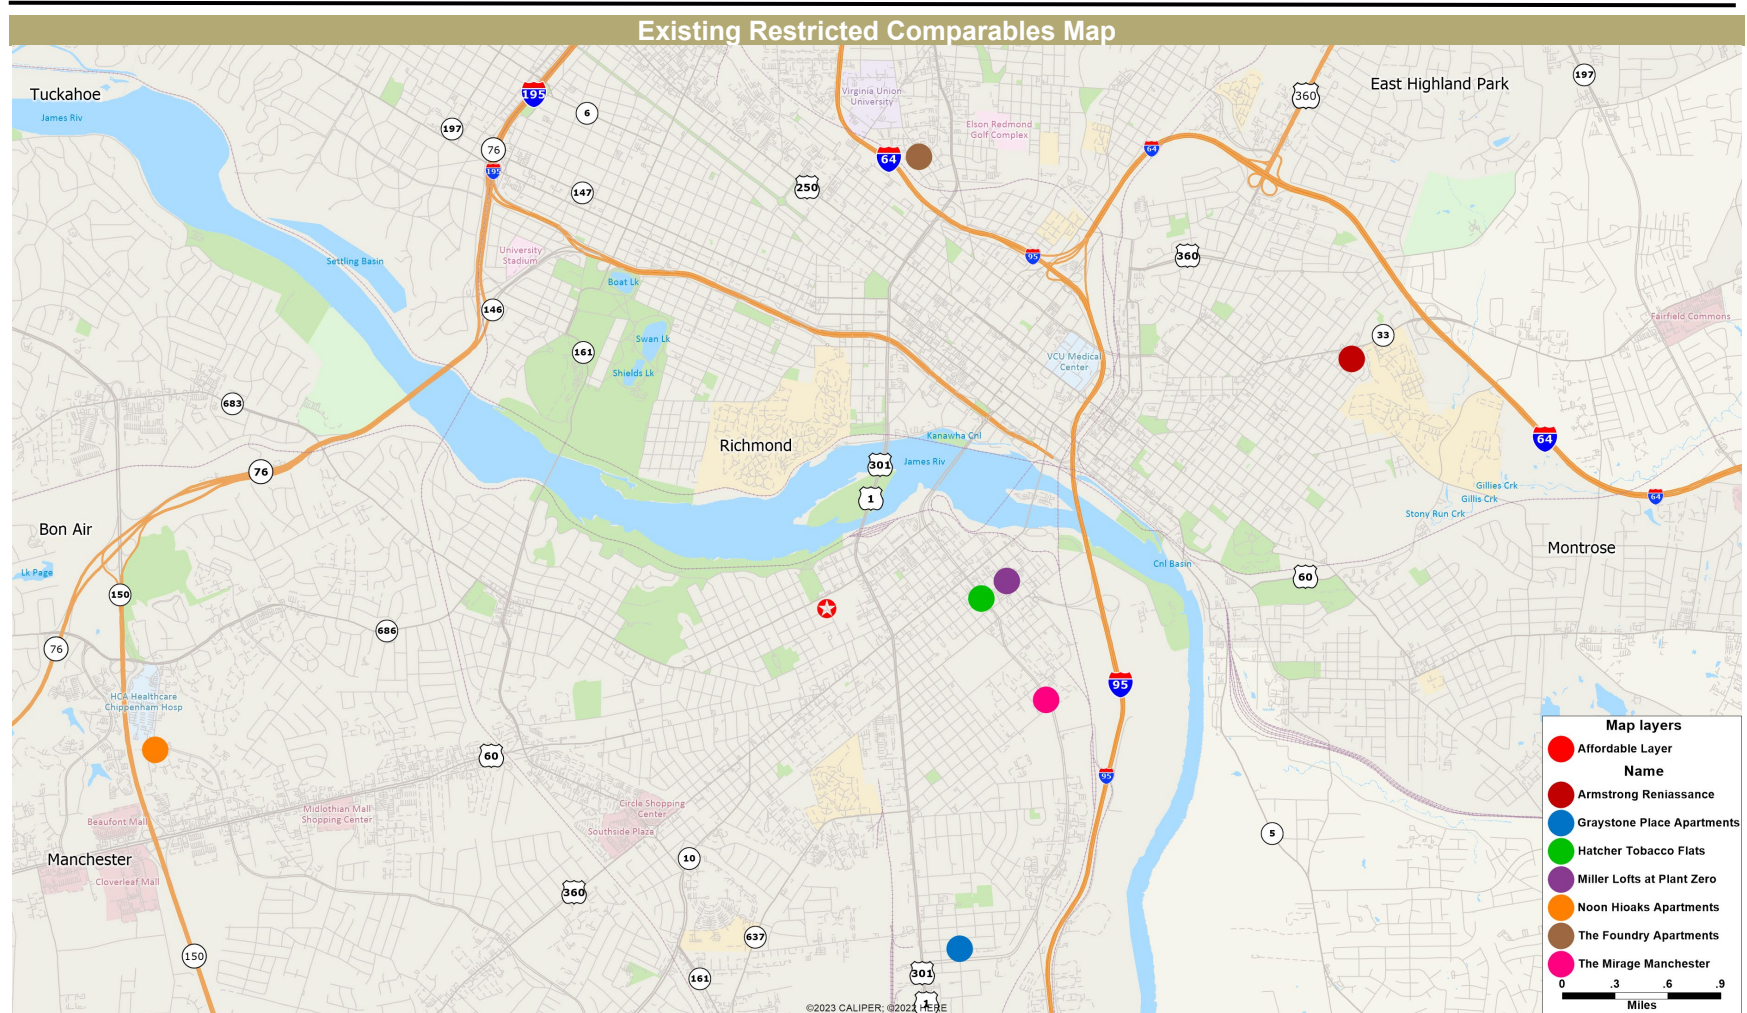 Existing Restricted Comparables Map
Tuckahoe
James Riv
195
6
197
76
195
147
250
Virginia Union
University
64
Elson Redmond
Golf Complex
64
360
East Highland Park
197
University
Stadium
Settling Basin
Boat Lk
146
95
360
Swan Lk
161
Shields Lk
VCU Medical
Center
33
Fairfield Commons
683
Richmond
Kanawha Cnl
301
James Riv
1
76
64
64
Gillies Crk
Gillis Crk
Stony Run Crk
Bon Air
Montrose
Lk Page
150
Cnl Basin
60
686
76
HCA Healthcare
Chippenham Hosp
95
60
95
Midlothian Mall
Shopping Center
Circle Shopping
Center
Beaufont Mall
Southside Plaza
5
Manchester
10
Cloverleaf Mall
360
637
150
161
301
1
©2023 CALIPER; ©2022 HERE
Map layers
Affordable Layer
Name
Armstrong Reniassance
Graystone Place Apartments
Hatcher Tobacco Flats
Miller Lofts at Plant Zero
Noon Hioaks Apartments
The Foundry Apartments
The Mirage Manchester
0 .3 .6 .9
Miles